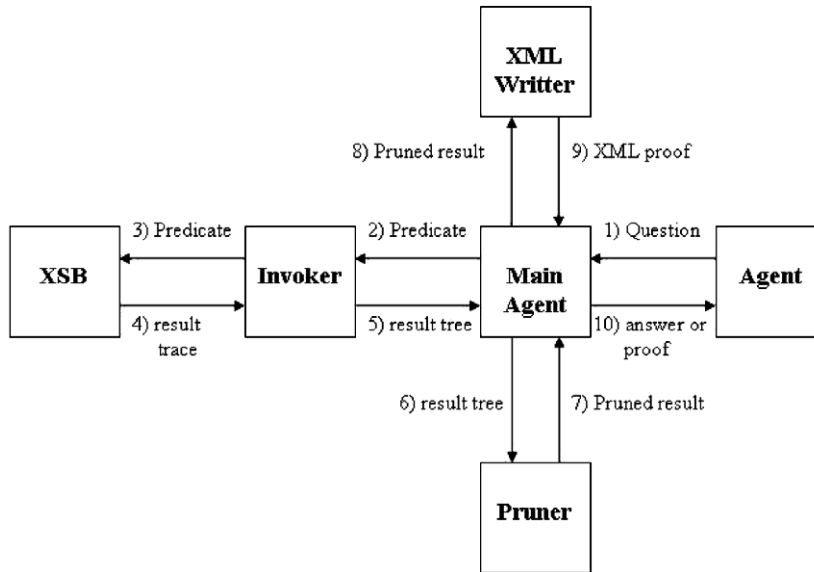 XML
Writter
8) Pruned result
9) XML proof
3) Predicate
2) Predicate
1) Question
XSB
Invoker
Main
Agent
Agent
4) result
trace
5) result tree
10) answer or
proof
6) result tree
7) Pruned result
Pruner